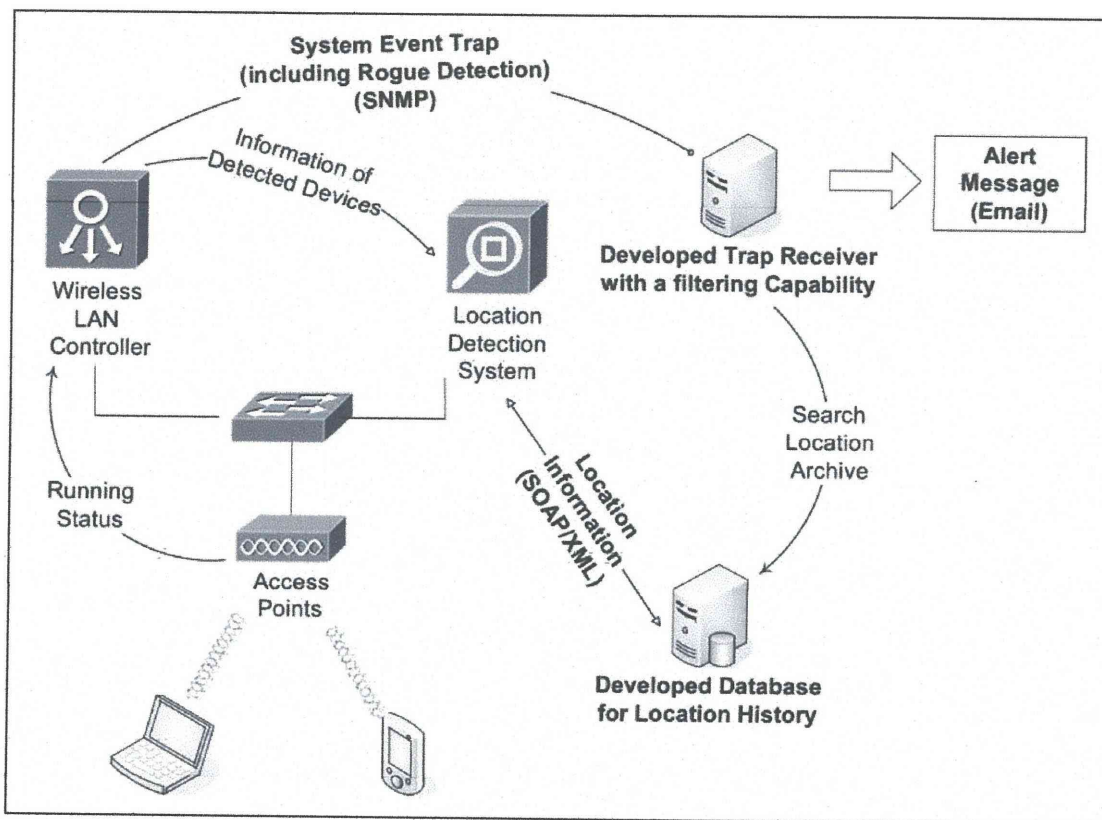 System Event Trap
(including Rogue Detection)
(SNMP)
Information of
Detected Devices
Alert
Message
(Email)
Developed Trap Receiver
with a filtering Capability
Wireless
LAN
Controller
Location
Detection
System
Search
Location
Archive
Location
Information
(SOAP/XML)
Running
Status
Access
Points
Developed Database
for Location History